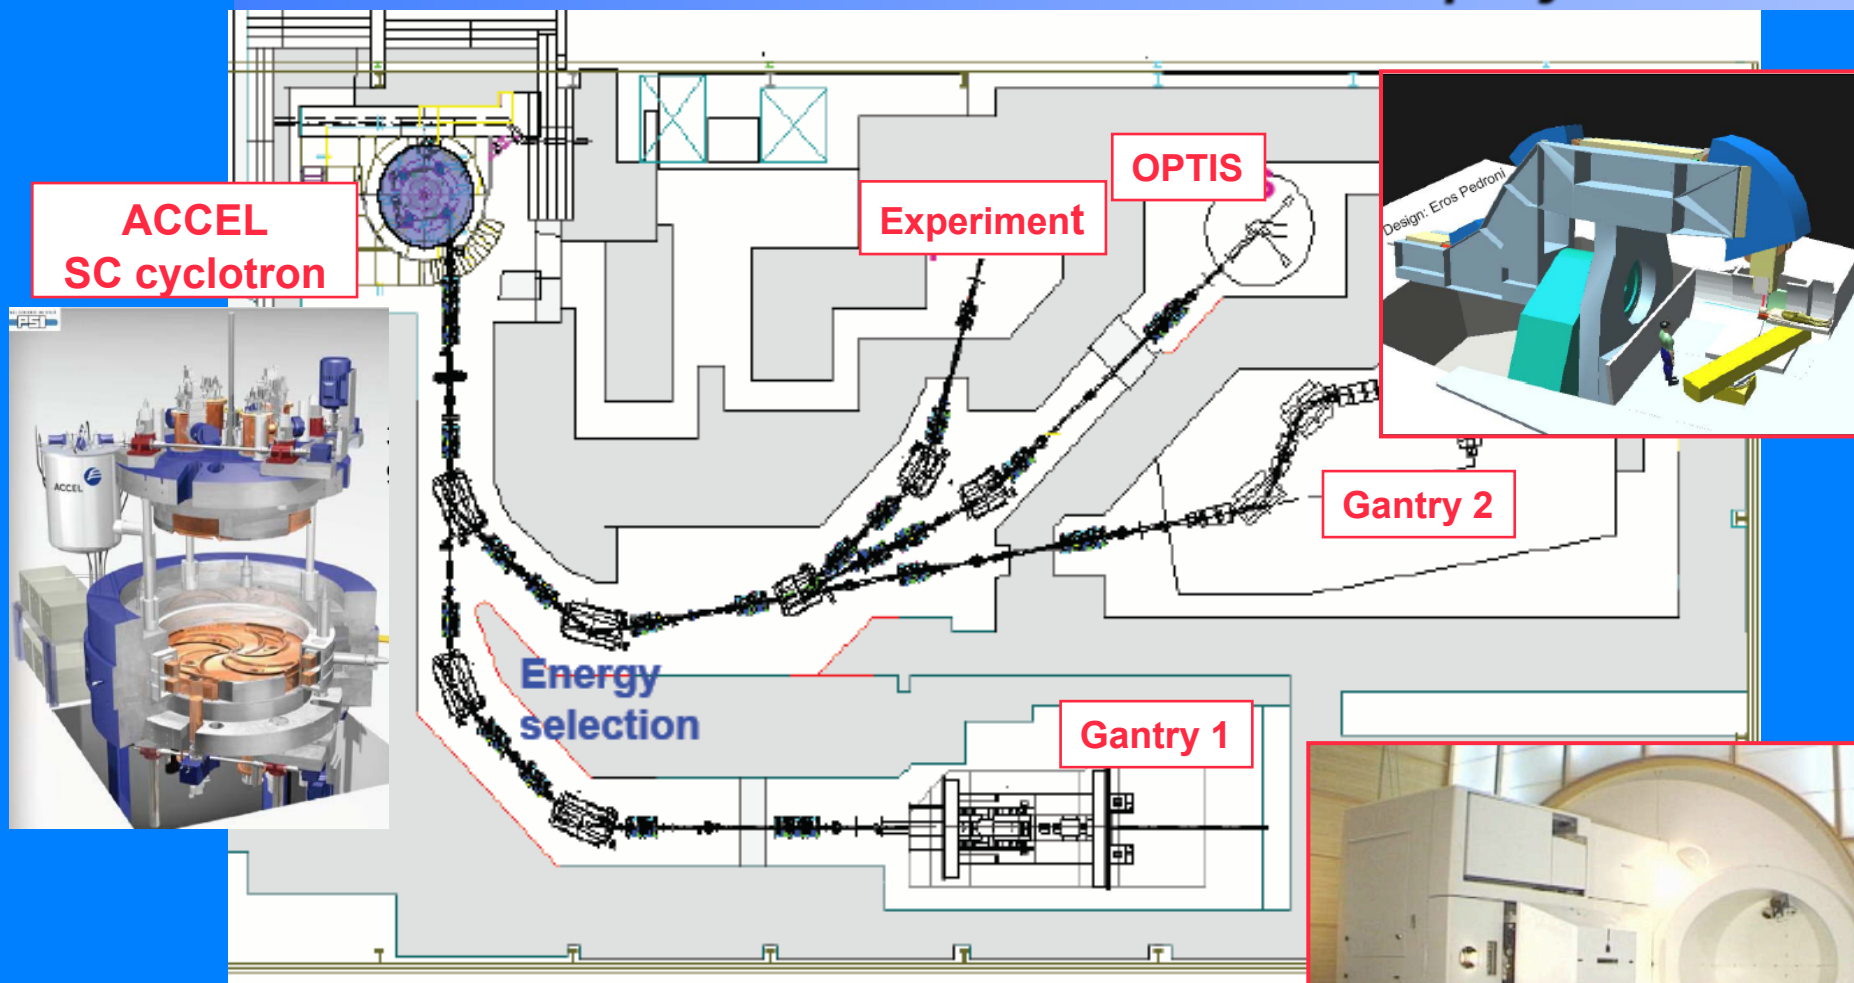 OPTIS
Experiment
ACCEL
SC cyclotron
Design: Eros Pedroni
PSI
ACCEL
Gantry 2
Energy
selection
Gantry 1